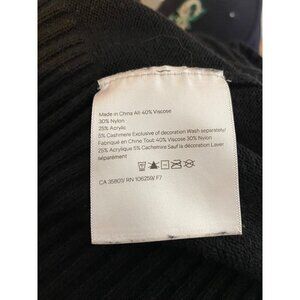 Made in China All: 40% Viscose
30% Nylon
25% Acrylic
5% Cashmere Exclusive of decoration Wash separately/
Fabriqué en Chine Tout: 40% Viscose 30% Nylon
25% Acrylique 5% Cachemire Sauf la Décoration Laver
séparément
CA 35801/ RN 106259/ F7